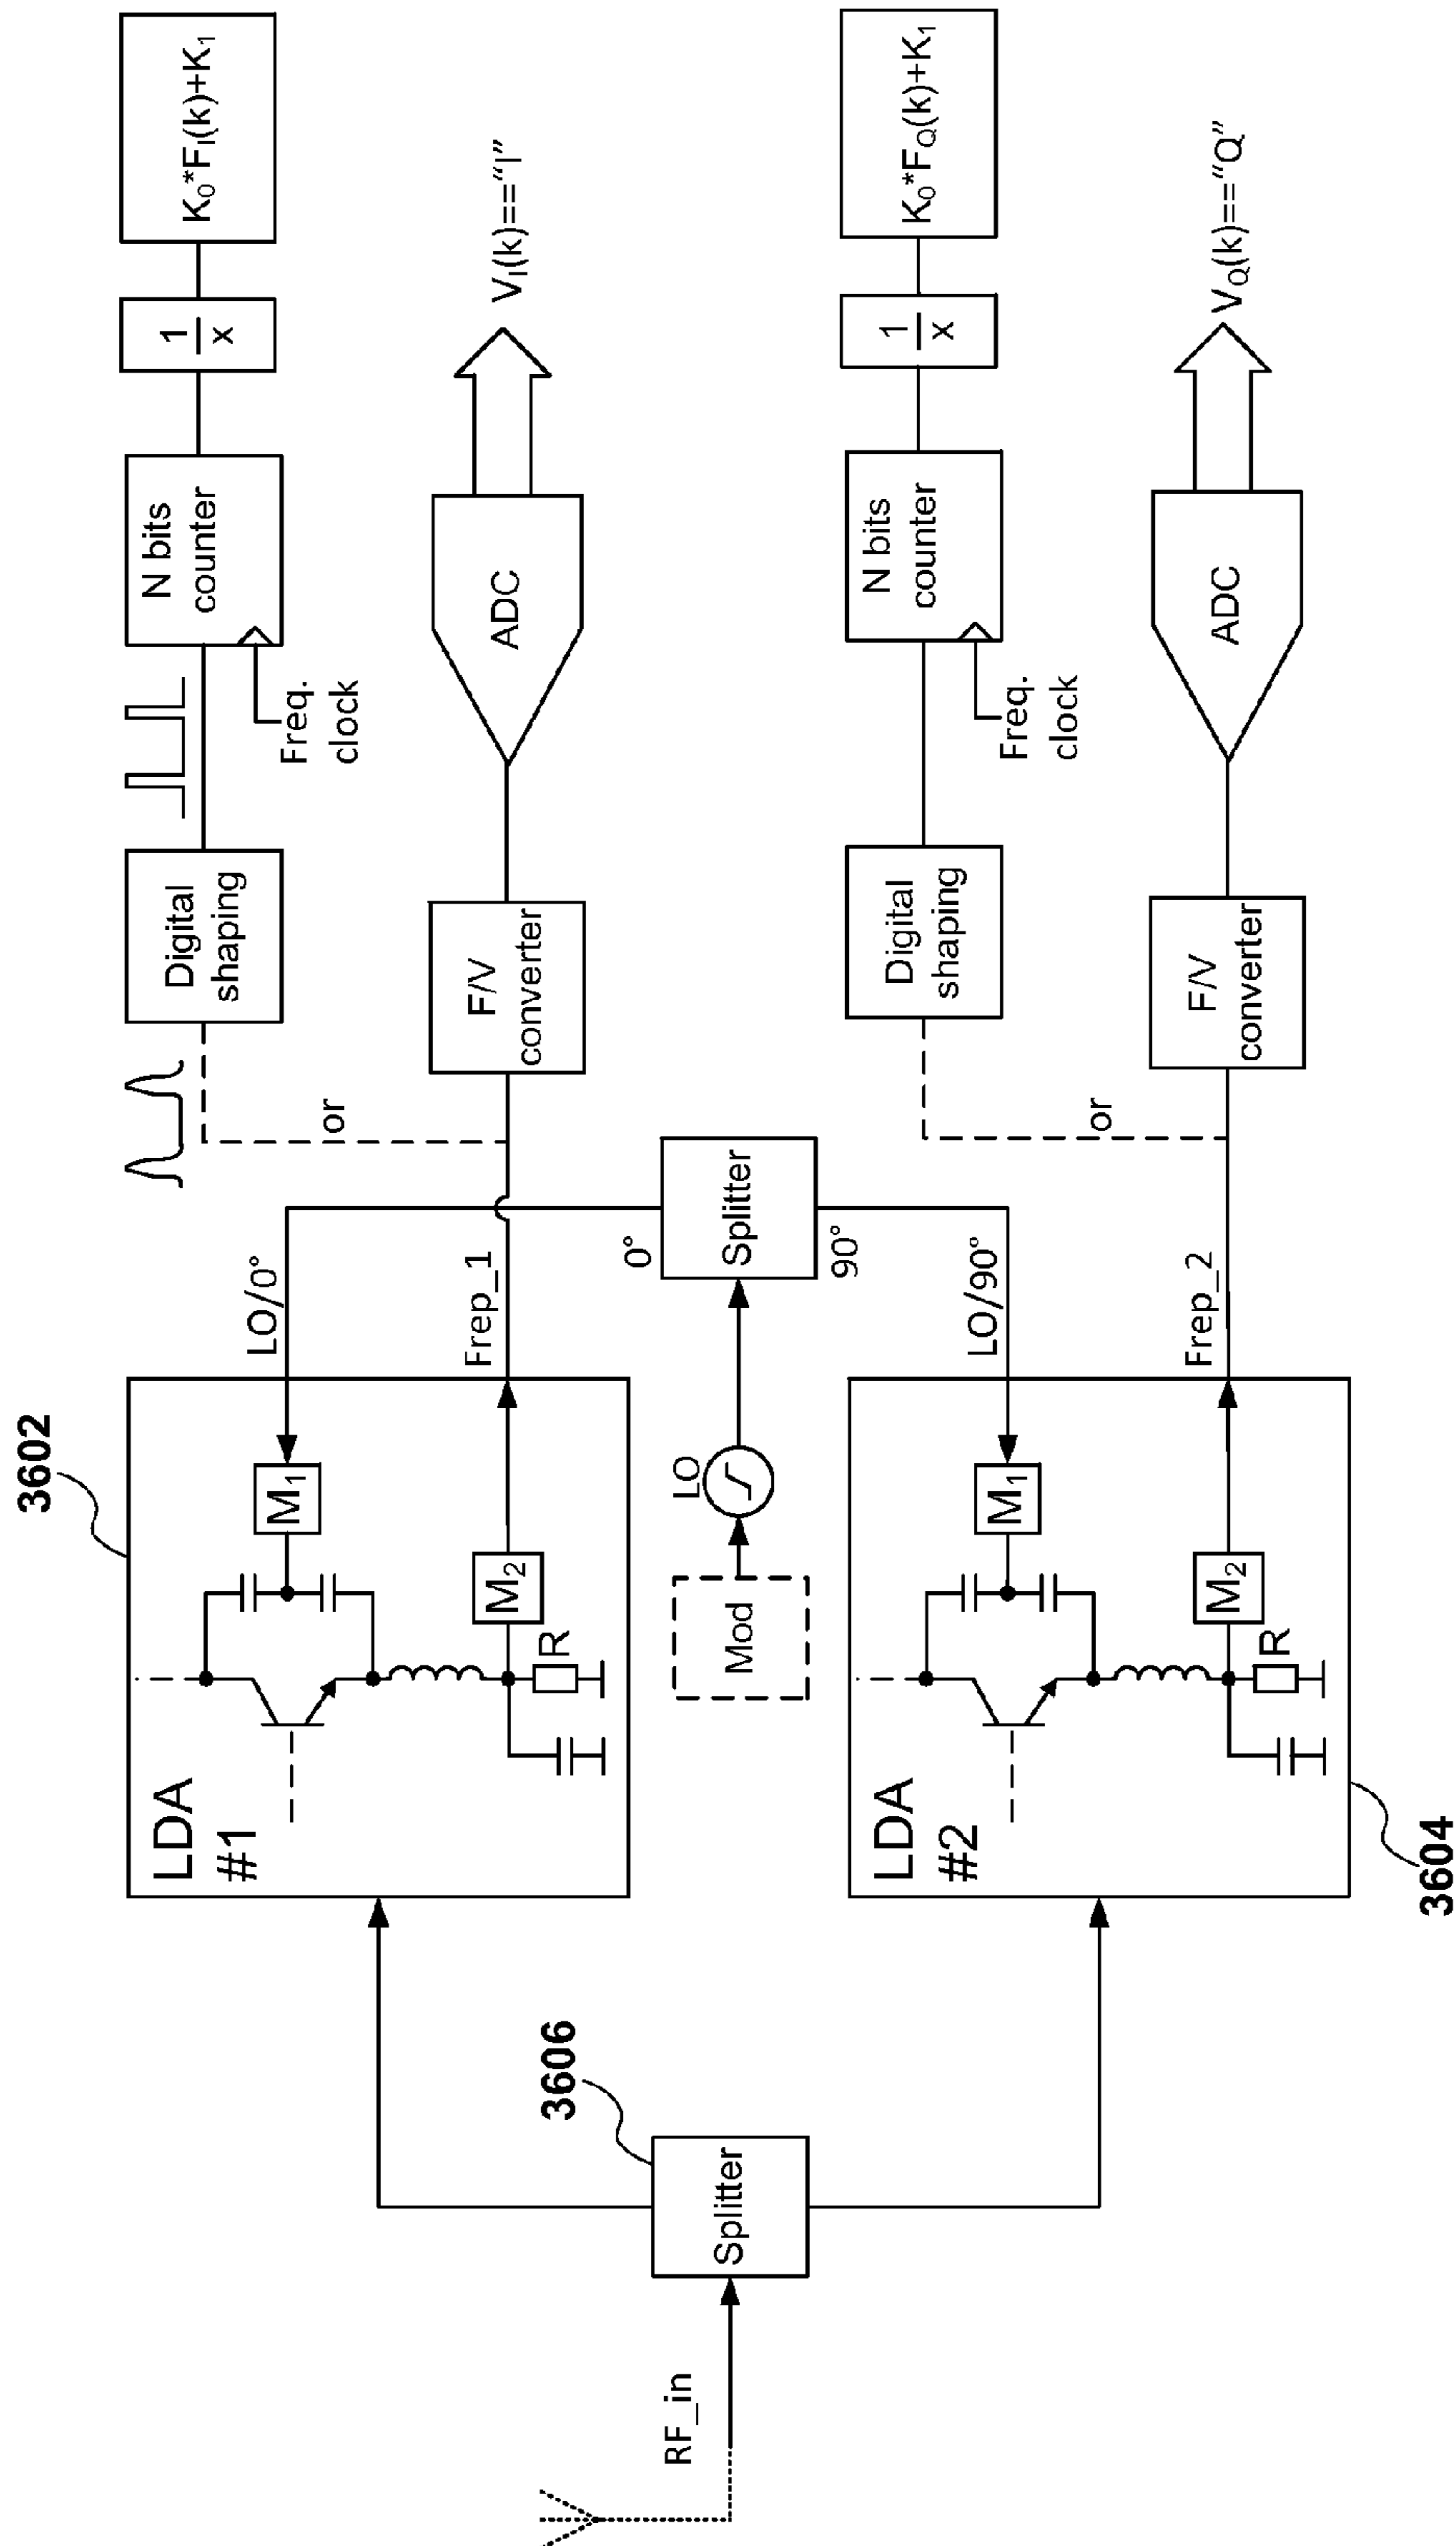 RF_in
Splitter
3606
LDA
#1
3602
R
M1
M2
LO/0°
Frep_1
or
Digital
shaping
N bits
counter
Freq.
clock
1
x
K0*FI(k)+K1
F/V
converter
ADC
VI(k)=="I"
Mod
LO
Splitter
0°
90°
LDA
#2
3604
R
M1
M2
LO/90°
Frep_2
or
Digital
shaping
N bits
counter
Freq.
clock
1
x
K0*FQ(k)+K1
F/V
converter
ADC
VQ(k)=="Q"